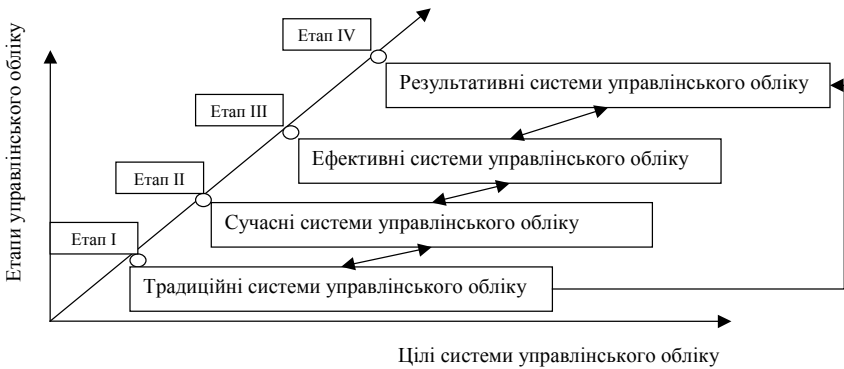 Етапи управлінського обліку
Етап IV
Результативні системи управлінського обліку
Етап III
Ефективні системи управлінського обліку
Етап II
Сучасні системи управлінського обліку
Етап I
Традиційні системи управлінського обліку
Цілі системи управлінського обліку